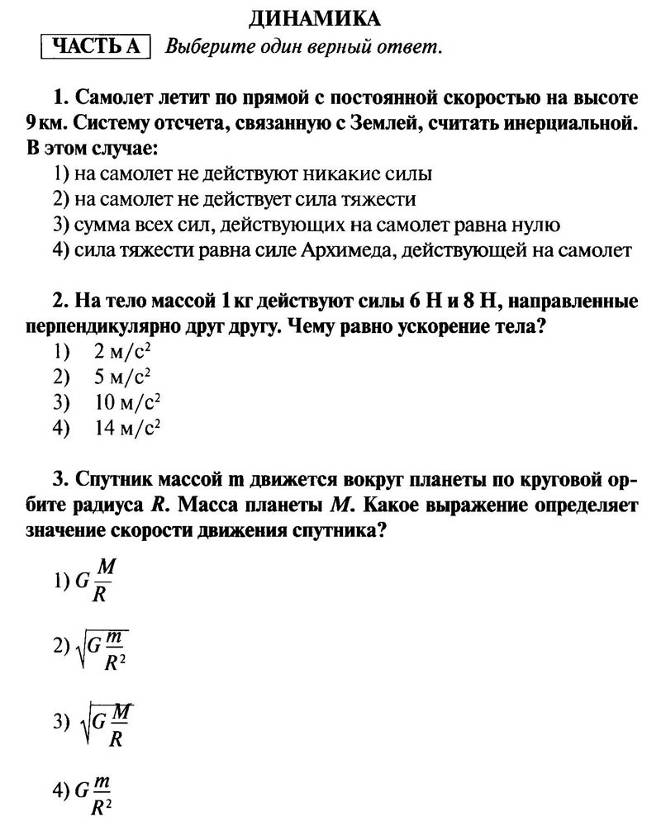 ДИНАМИКА
ЧАСТЬ А Выберите один верный ответ.
1. Самолет летит по прямой с постоянной скоростью на высоте
9 км. Систему отсчета, связанную с Землей, считать инерциальной.
В этом случае:
1) на самолет не действуют никакие силы
2) на самолет не действует сила тяжести
3) сумма всех сил, действующих на самолет равна нулю
4) сила тяжести равна силе Архимеда, действующей на самолет
2. На тело массой 1 кг действуют силы 6 Н и 8 Н, направленные
перпендикулярно друг другу. Чему равно ускорение тела?
1) 2 м/с²
2) 5 м/с²
3) 10 м/с²
4) 14 м/с²
3. Спутник массой m движется вокруг планеты по круговой ор-
бите радиуса R. Масса планеты M. Какое выражение определяет
значение скорости движения спутника?
1) G M/R
2) √(G m/R²)
3) √(G M/R)
4) G m/R²